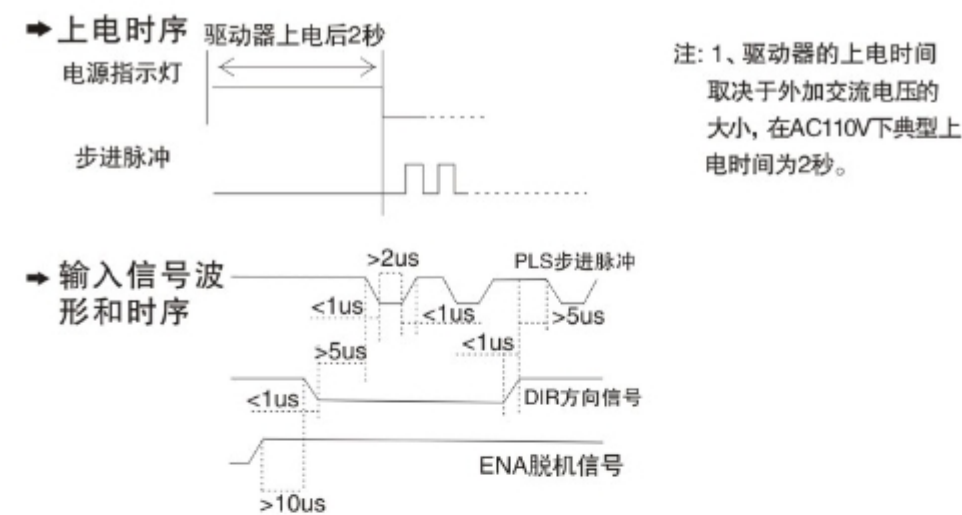 ➡上电时序
驱动器上电后2秒
电源指示灯
步进脉冲
注: 1、驱动器的上电时间
取决于外加交流电压的
大小, 在AC110V下典型上
电时间为2秒。
➡输入信号波
形和时序
>2us
PLS步进脉冲
<1us
<1us
>5us
>5us
<1us
<1us
DIR方向信号
ENA脱机信号
>10us